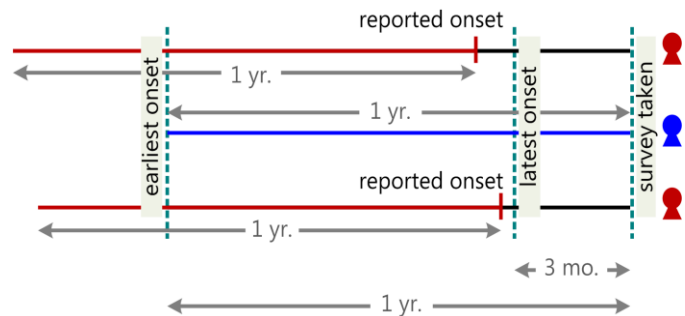 reported onset
1 yr.
1 yr.
earliest onset
latest onset
survey taken
reported onset
1 yr.
3 mo.
1 yr.